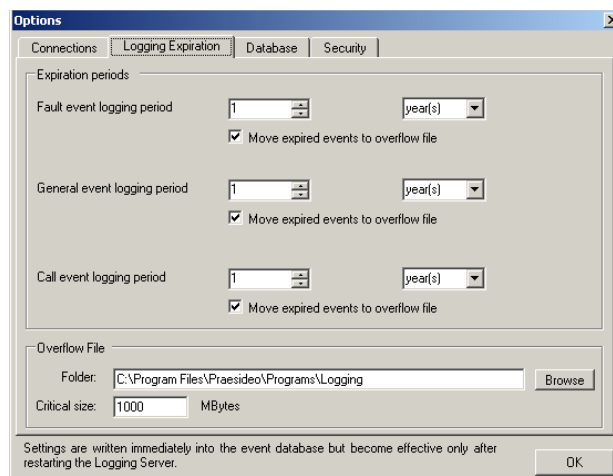 Options
Connections Logging Expiration Database Security
Expiration periods
Fault event logging period 1 year(s)
Move expired events to overflow file
General event logging period 1 year(s)
Move expired events to overflow file
Call event logging period 1 year(s)
Move expired events to overflow file
Overflow File
Folder: C:\Program Files\Praesideo\Programs\Logging Browse
Critical size: 1000 MBytes
Settings are written immediately into the event database but become effective only after
restarting the Logging Server. OK